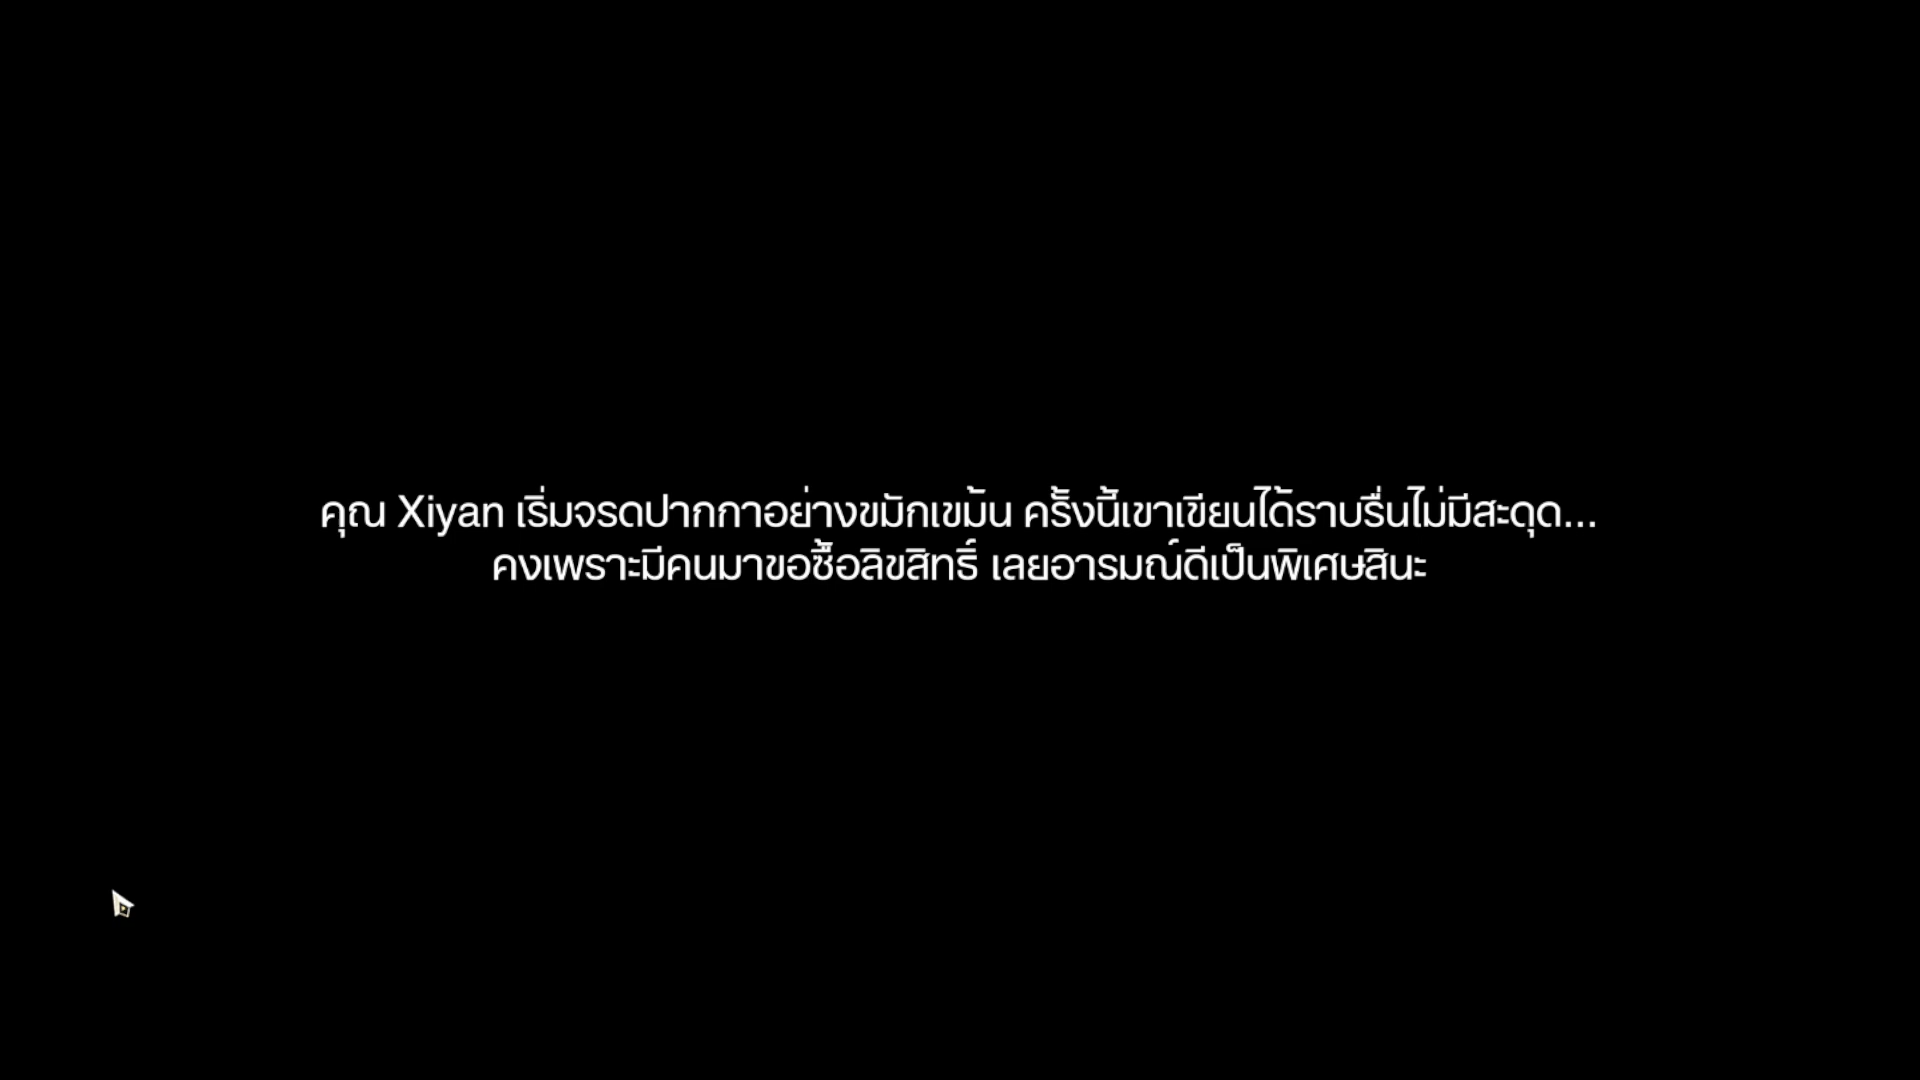 คุณ Xiyan เริ่มจรดปากกาอย่างขมักเขม้น ครั้งนี้เขาเขียนได้ราบรื่นไม่มีสะดุด...
คงเพราะมีคนมาขอซื้อลิขสิทธิ์ เลยอารมณ์ดีเป็นพิเศษสินะ